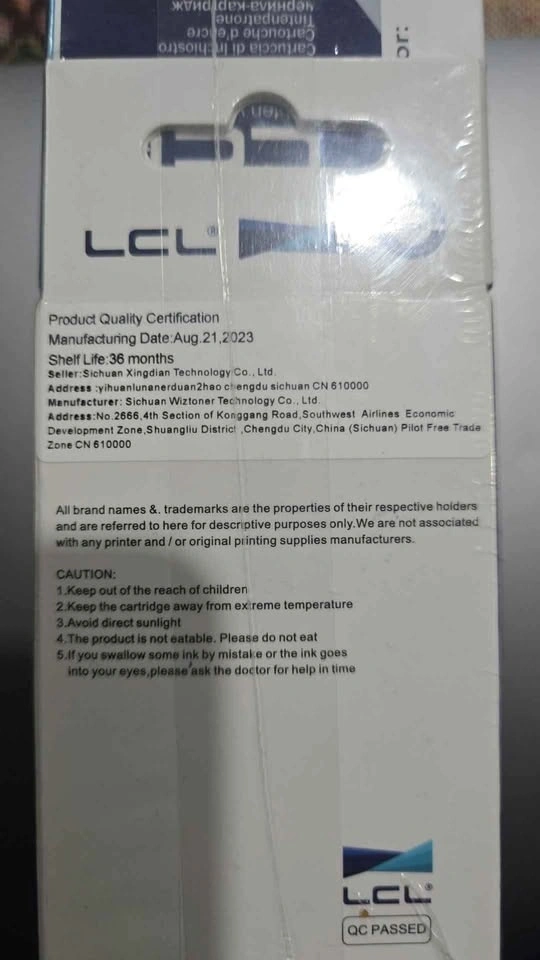 Cartuccia di Inchiostro
Cartouche d'encre
Tintenpatrone
чернила картридж
or:
LCL®
Product Quality Certification
Manufacturing Date:Aug.21,2023
Shelf Life:36 months
Seller:Sichuan Xingdian Technology Co., Ltd.
Address :yihuanlunanerduan2hao chengdu sichuan CN 610000
Manufacturer: Sichuan Wiztoner Technology Co., Ltd.
Address:No.2666,4th Section of Konggang Road,Southwest Airlines Economic
Development Zone,Shuangliu District ,Chengdu City,China (Sichuan) Pilot Free Trade
Zone CN 610000
All brand names &. trademarks are the properties of their respective holders
and are referred to here for descriptive purposes only.We are not associated
with any printer and / or original printing supplies manufacturers.
CAUTION:
1.Keep out of the reach of children
2.Keep the cartridge away from extreme temperature
3.Avoid direct sunlight
4.The product is not eatable. Please do not eat
5.If you swallow some ink by mistake or the ink goes
into your eyes,please ask the doctor for help in time
LCL®
QC PASSED